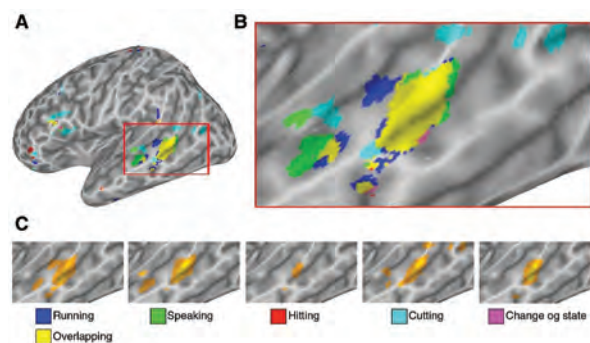 A
B
C
Running
Speaking
Hitting
Cutting
Change og state
Overlapping